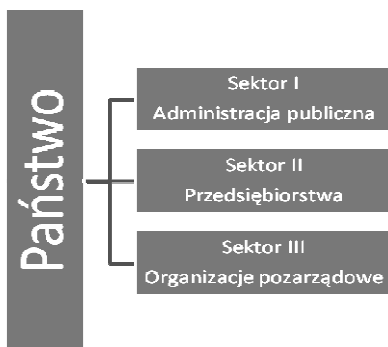 Państwo
Sektor I
Administracja publiczna
Sektor II
Przedsiębiorstwa
Sektor III
Organizacje pozarządowe